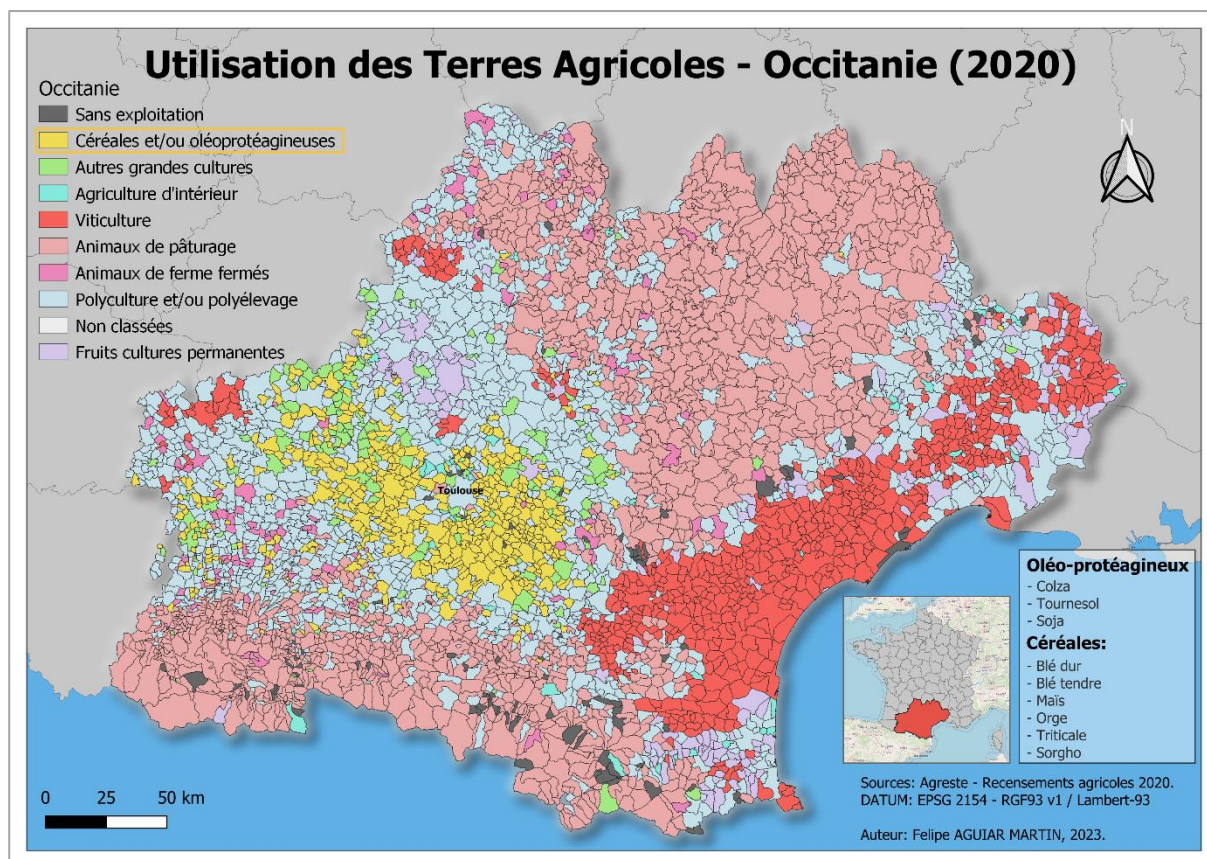 Utilisation des Terres Agricoles - Occitanie (2020)
Occitanie
Sans exploitation
Céréales et/ou oléoprotéagineuses
Autres grandes cultures
Agriculture d'intérieur
Viticulture
Animaux de pâturage
Animaux de ferme fermés
Polyculture et/ou polyélevage
Non classées
Fruits cultures permanentes
N
Toulouse
Oléo-protéagineux
- Colza
- Tournesol
- Soja
Céréales:
- Blé dur
- Blé tendre
- Maïs
- Orge
- Triticale
- Sorgho
Sources: Agreste - Recensements agricoles 2020.
DATUM: EPSG 2154 - RGF93 v1 / Lambert-93
Auteur: Felipe AGUIAR MARTIN, 2023.
0 25 50 km